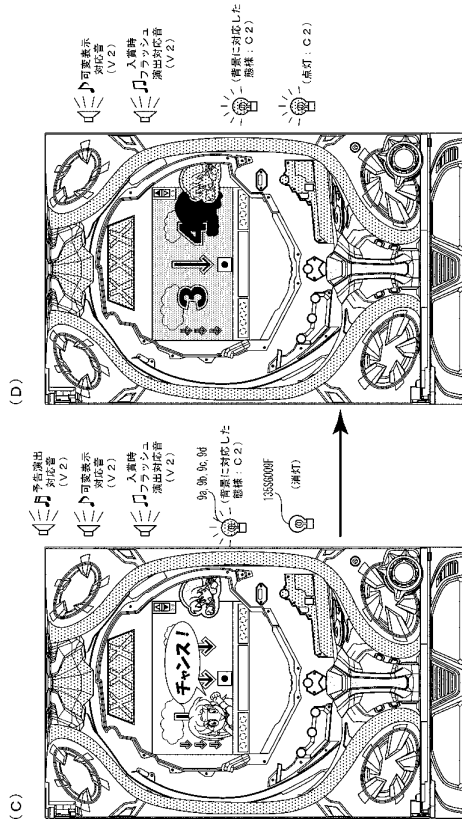 (C)
予告演出
対応音
(V2)
可変表示
対応音
(V2)
入賞時
フラッシュ
演出対応音
(V2)
9a, 9b, 9c, 9d
(背景に対応した
態様：C2)
135SG009F
(消灯)
チャンス！
(D)
可変表示
対応音
(V2)
入賞時
フラッシュ
演出対応音
(V2)
(背景に対応した
態様：C2)
(点灯：C2)
3
4